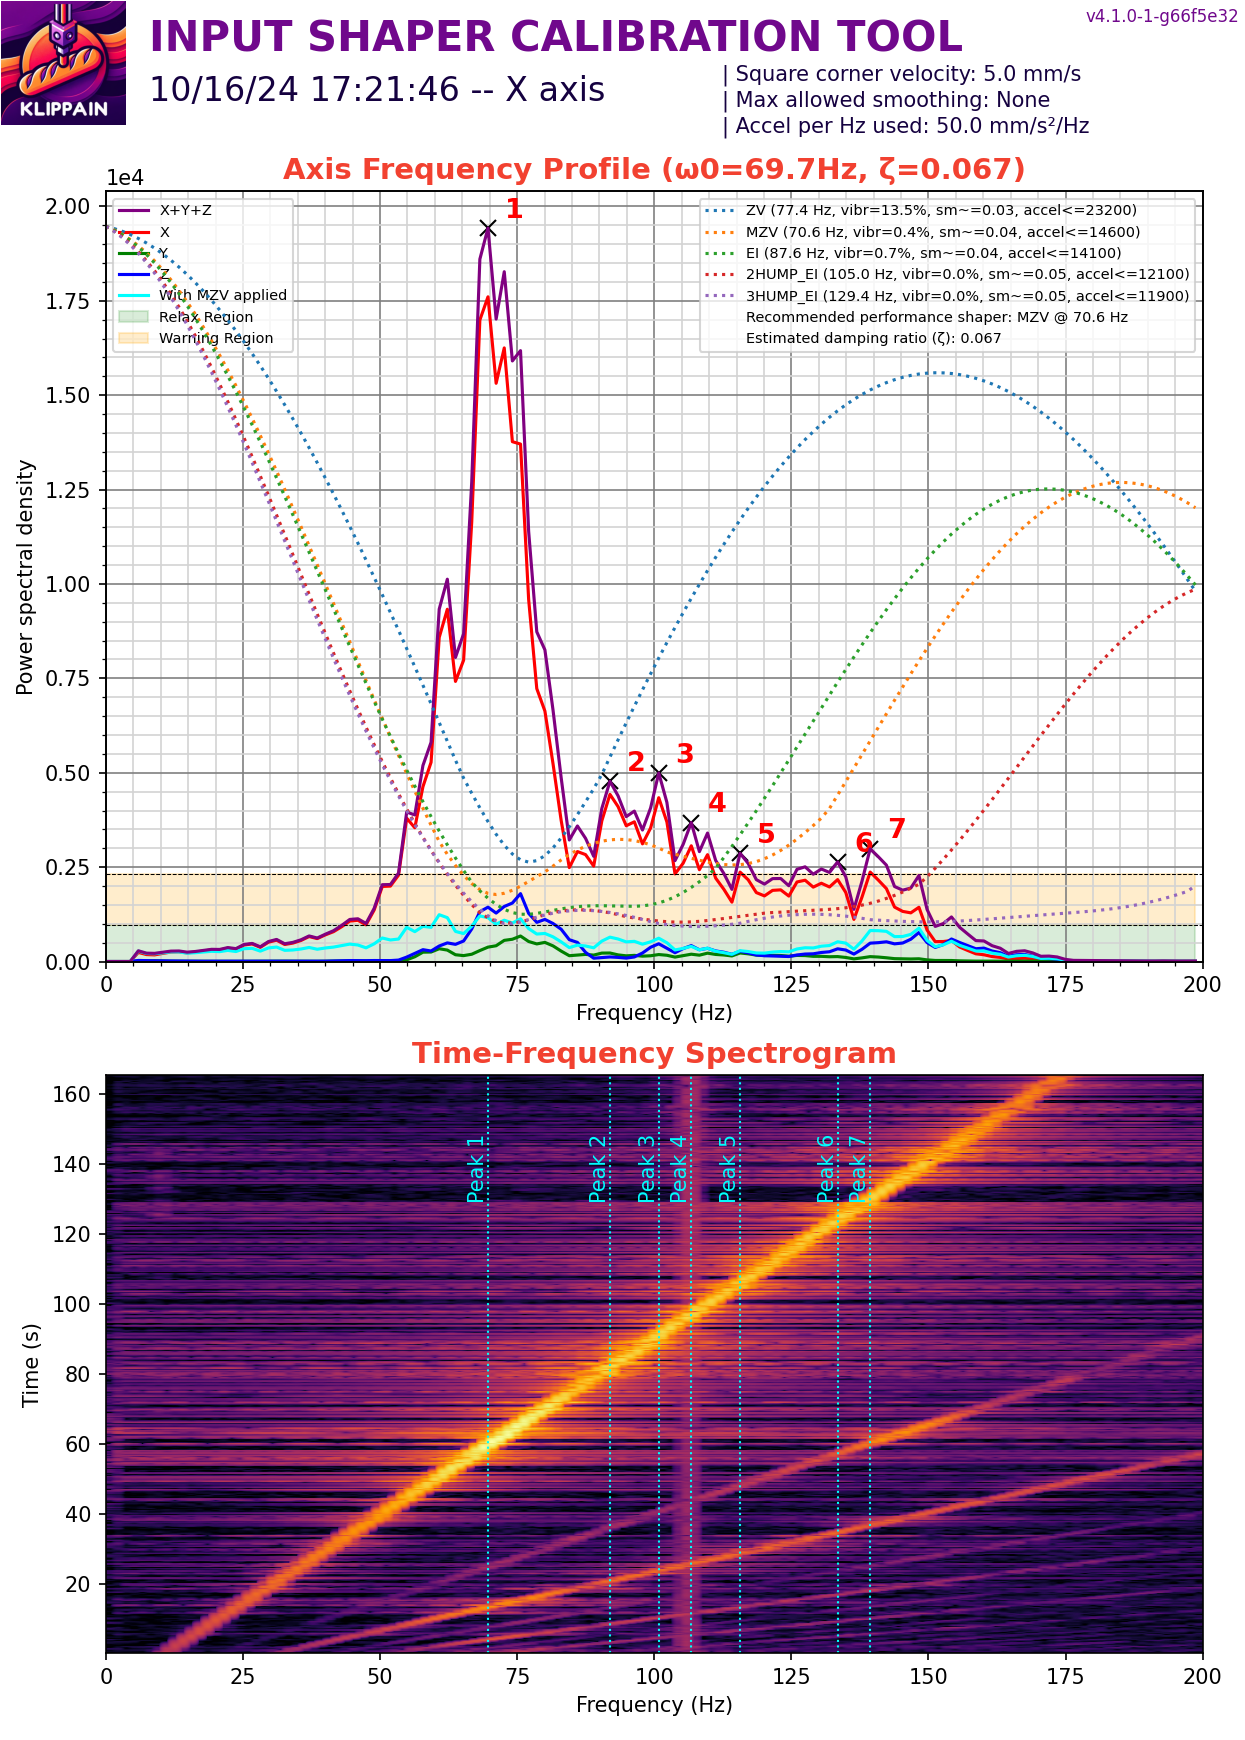 v4.1.0-1-g66f5e32
INPUT SHAPER CALIBRATION TOOL
KLIPPAIN
10/16/24 17:21:46 -- X axis
| Square corner velocity: 5.0 mm/s
| Max allowed smoothing: None
| Accel per Hz used: 50.0 mm/s²/Hz
Axis Frequency Profile (ω0=69.7Hz, ζ=0.067)
1e4
X+Y+Z
X
Y
Z
With MZV applied
Relax Region
Warning Region
ZV (77.4 Hz, vibr=13.5%, sm~=0.03, accel<=23200)
MZV (70.6 Hz, vibr=0.4%, sm~=0.04, accel<=14600)
EI (87.6 Hz, vibr=0.7%, sm~=0.04, accel<=14100)
2HUMP_EI (105.0 Hz, vibr=0.0%, sm~=0.05, accel<=12100)
3HUMP_EI (129.4 Hz, vibr=0.0%, sm~=0.05, accel<=11900)
Recommended performance shaper: MZV @ 70.6 Hz
Estimated damping ratio (ζ): 0.067
1
2
3
4
5
6
7
Power spectral density
2.00
1.75
1.50
1.25
1.00
0.75
0.50
0.25
0.00
0 25 50 75 100 125 150 175 200
Frequency (Hz)
Time-Frequency Spectrogram
Peak 1
Peak 2
Peak 3
Peak 4
Peak 5
Peak 6
Peak 7
Time (s)
160
140
120
100
80
60
40
20
0 25 50 75 100 125 150 175 200
Frequency (Hz)